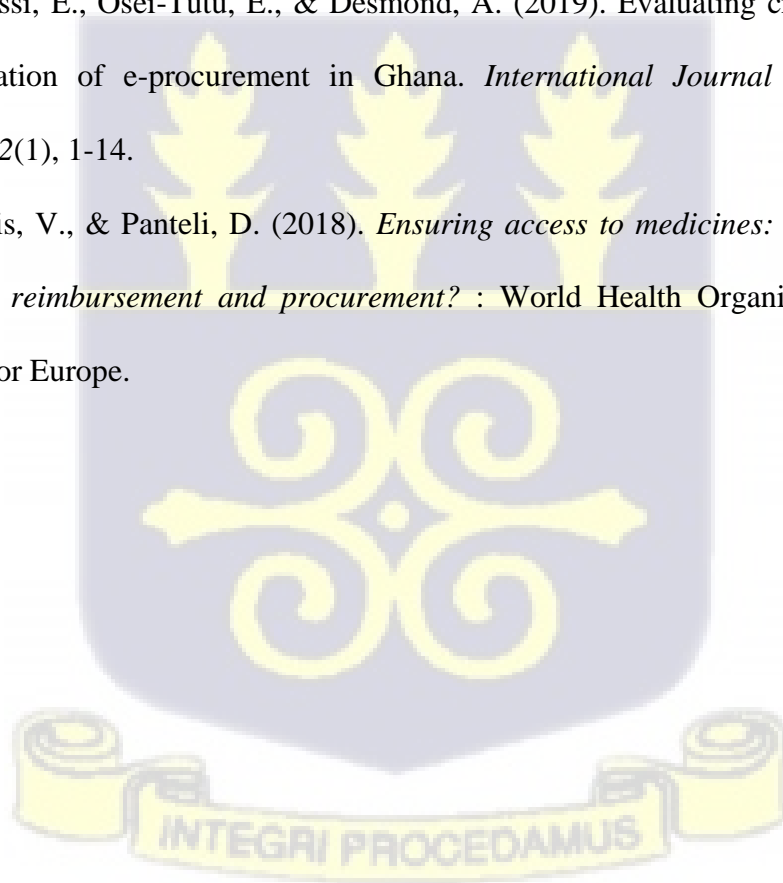 ssi, E., Osei-Tutu, E., & Desmond, A. (2019). Evaluating
ation of e-procurement in Ghana. International Journal
2(1), 1-14.
is, V., & Panteli, D. (2018). Ensuring access to medicines:
reimbursement and procurement? : World Health Organi
or Europe.
INTEGRI PROCEDAMUS